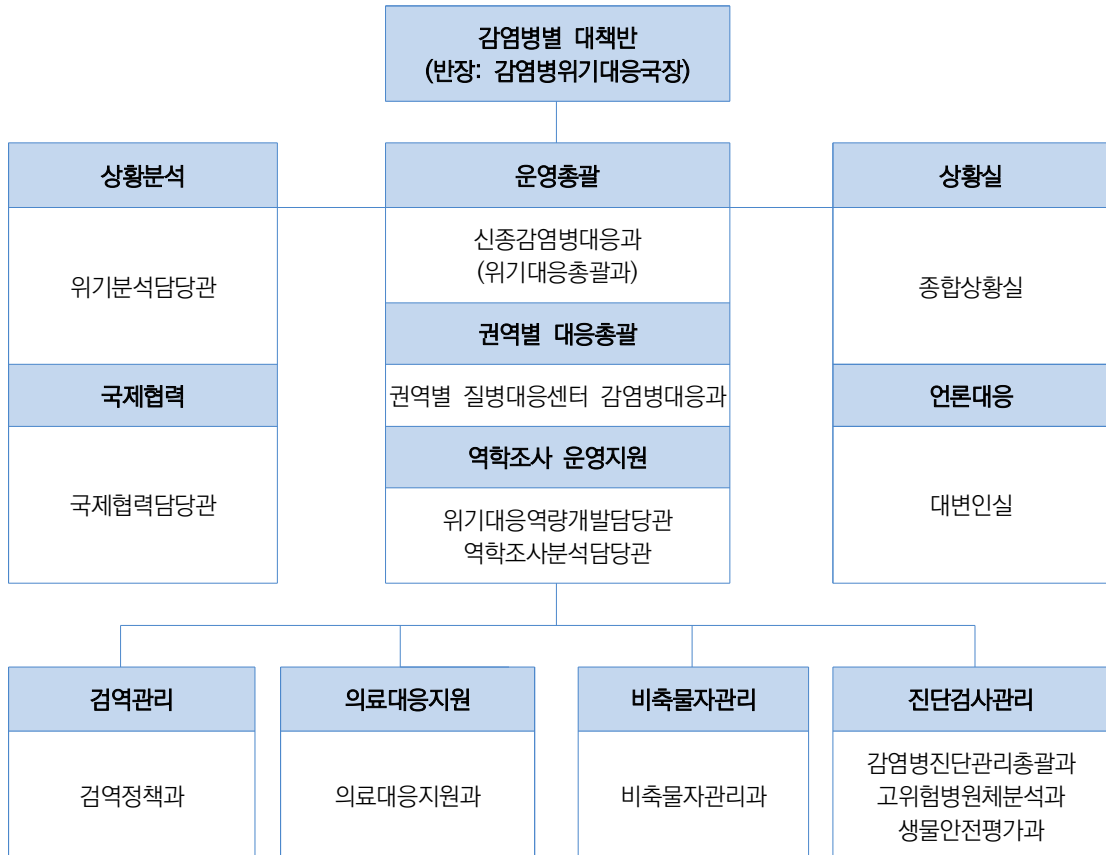 감염병별 대책반
(반장: 감염병위기대응국장)
상황분석
운영총괄
상황실
위기분석담당관
신종감염병대응과
(위기대응총괄과)
종합상황실
권역별 대응총괄
국제협력
권역별 질병대응센터 감염병대응과
언론대응
역학조사 운영지원
국제협력담당관
위기대응역량개발담당관
역학조사분석담당관
대변인실
검역관리
의료대응지원
비축물자관리
진단검사관리
검역정책과
의료대응지원과
비축물자관리과
감염병진단관리총괄과
고위험병원체분석과
생물안전평가과